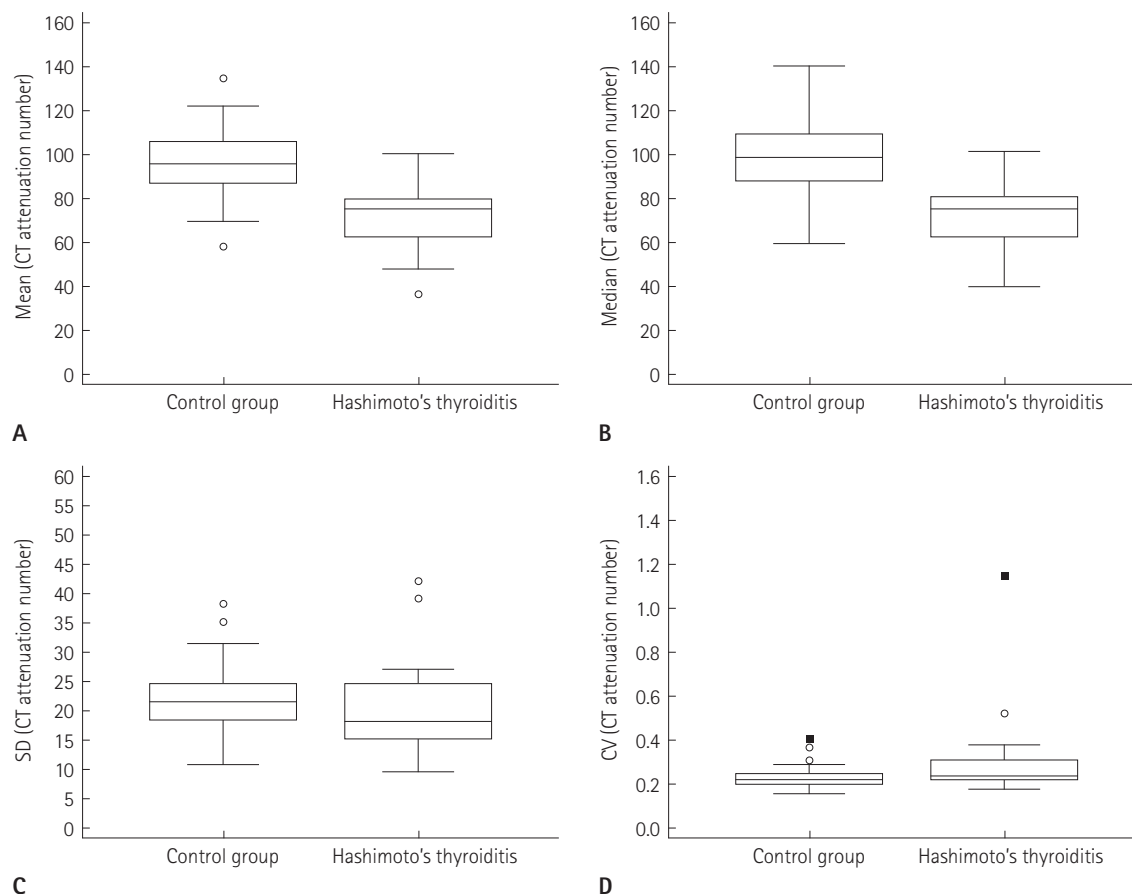 160
140
120
100
80
60
40
20
0
Mean (CT attenuation number)
Control group
Hashimoto's thyroiditis
A
160
140
120
100
80
60
40
20
0
Median (CT attenuation number)
Control group
Hashimoto's thyroiditis
B
60
55
50
45
40
35
30
25
20
15
10
5
0
SD (CT attenuation number)
Control group
Hashimoto's thyroiditis
C
1.6
1.4
1.2
1.0
0.8
0.6
0.4
0.2
0.0
CV (CT attenuation number)
Control group
Hashimoto's thyroiditis
D